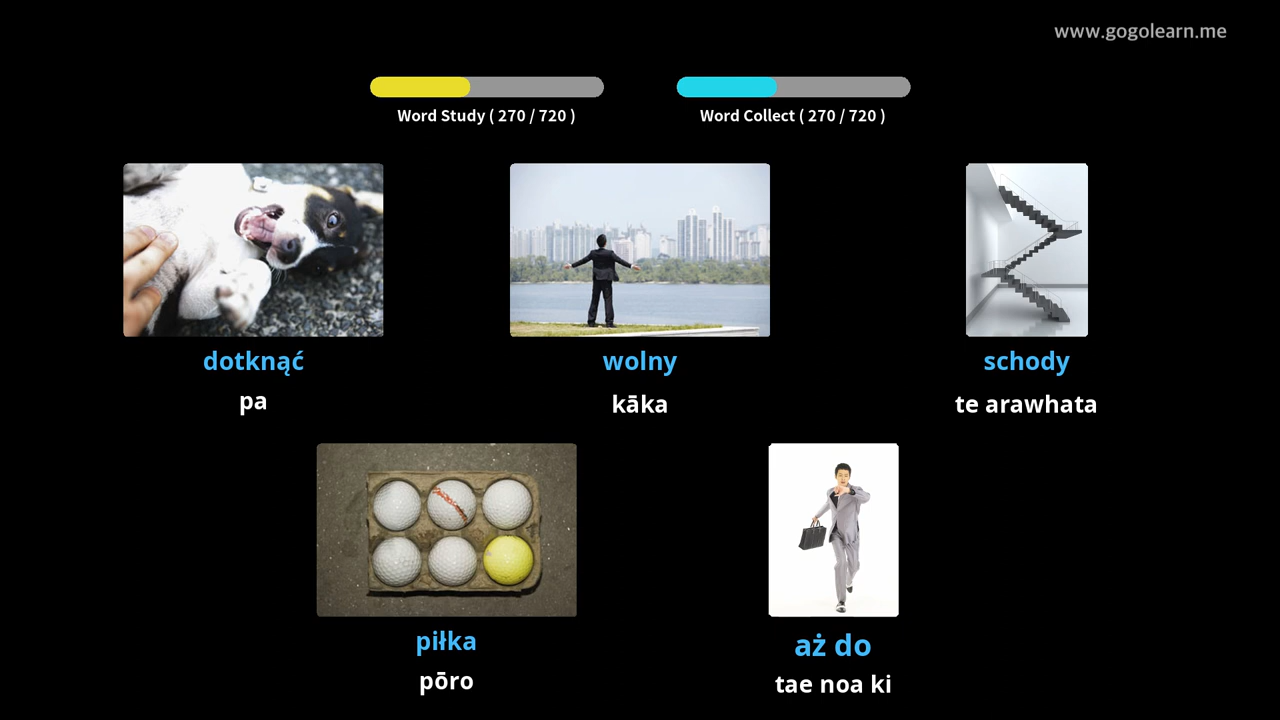 www.gogolearn.me
Word Study ( 270 / 720 )
Word Collect ( 270 / 720 )
dotknąć
pa
wolny
kāka
schody
te arawhata
piłka
pōro
aż do
tae noa ki